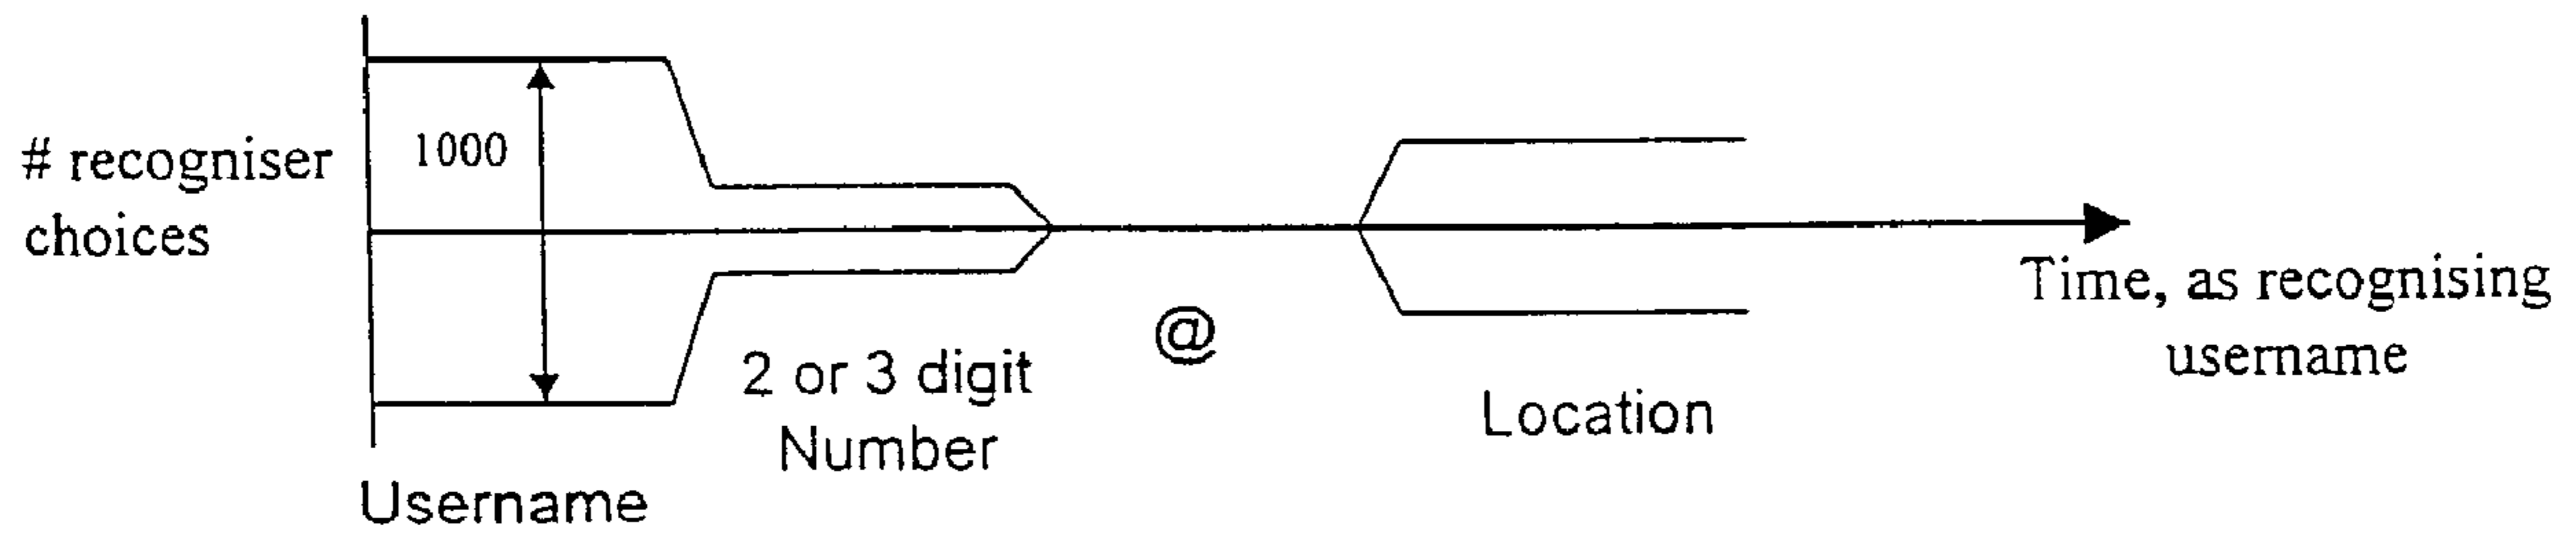 # recogniser
choices
1000
Username
2 or 3 digit
Number
@
Location
Time, as recognising
username